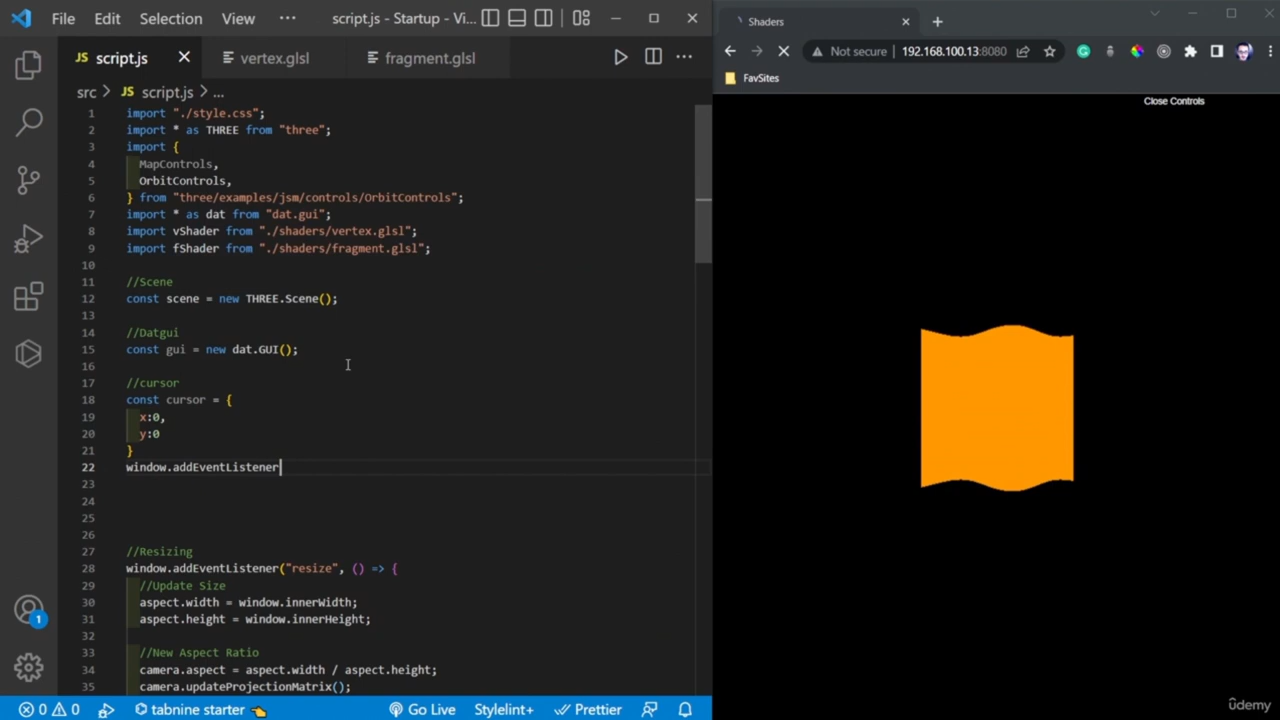 File Edit Selection View ··· script.js - Startup - Vi...
JS script.js vertex.glsl fragment.glsl
src > JS script.js > ...
1 import "./style.css";
2 import * as THREE from "three";
3 import {
4 MapControls,
5 OrbitControls,
6 } from "three/examples/jsm/controls/OrbitControls";
7 import * as dat from "dat.gui";
8 import vShader from "./shaders/vertex.glsl";
9 import fShader from "./shaders/fragment.glsl";
10
11 //Scene
12 const scene = new THREE.Scene();
13
14 //Datgui
15 const gui = new dat.GUI();
16
17 //cursor
18 const cursor = {
19 x:0,
20 y:0
21 }
22 window.addEventListener
23
24
25
26
27 //Resizing
28 window.addEventListener("resize", () => {
29 //Update Size
30 aspect.width = window.innerWidth;
31 aspect.height = window.innerHeight;
32
33 //New Aspect Ratio
34 camera.aspect = aspect.width / aspect.height;
35 camera.updateProjectionMatrix();
1
0 0 tabnine starter Go Live Stylelint+ Prettier
Shaders
Not secure 192.168.100.13:8080
FavSites
Close Controls
ûdemy